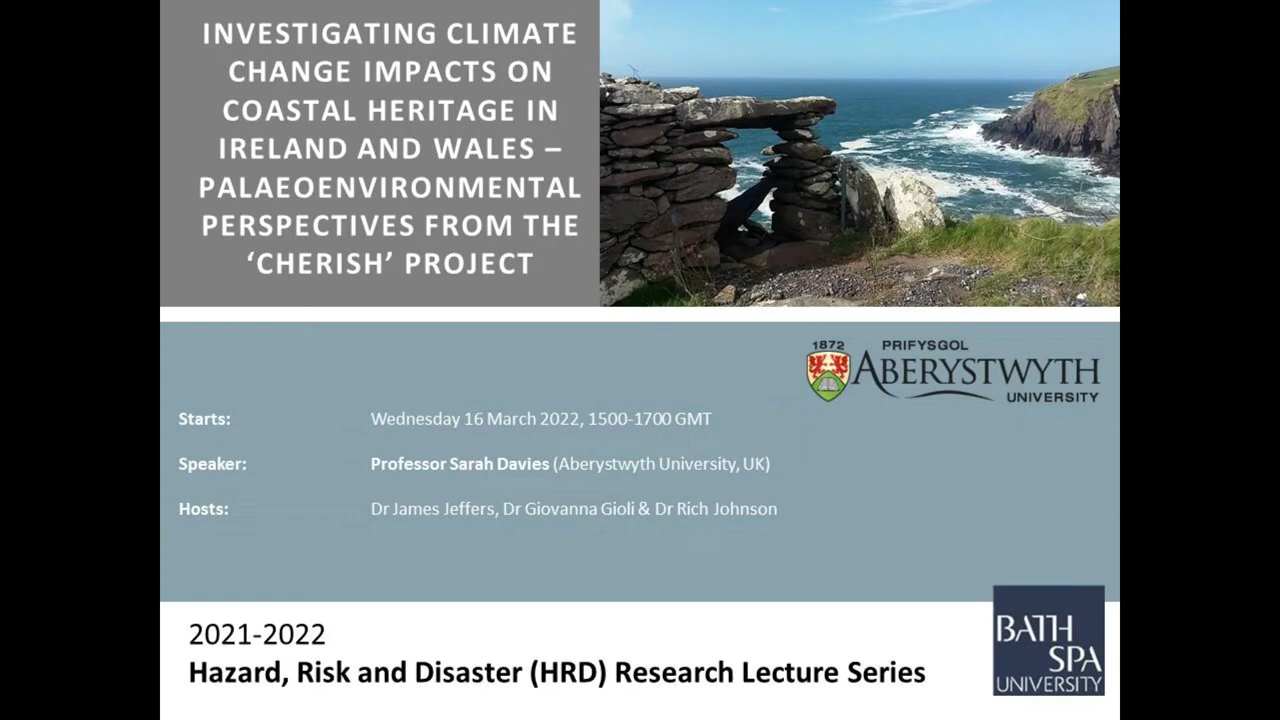 INVESTIGATING CLIMATE
CHANGE IMPACTS ON
COASTAL HERITAGE IN
IRELAND AND WALES –
PALAEOENVIRONMENTAL
PERSPECTIVES FROM THE
‘CHERISH’ PROJECT
1872 PRIFYSGOL
ABERYSTWYTH
UNIVERSITY
Starts: Wednesday 16 March 2022, 1500-1700 GMT
Speaker: Professor Sarah Davies (Aberystwyth University, UK)
Hosts: Dr James Jeffers, Dr Giovanna Gioli & Dr Rich Johnson
2021-2022
Hazard, Risk and Disaster (HRD) Research Lecture Series
BATH
SPA
UNIVERSITY